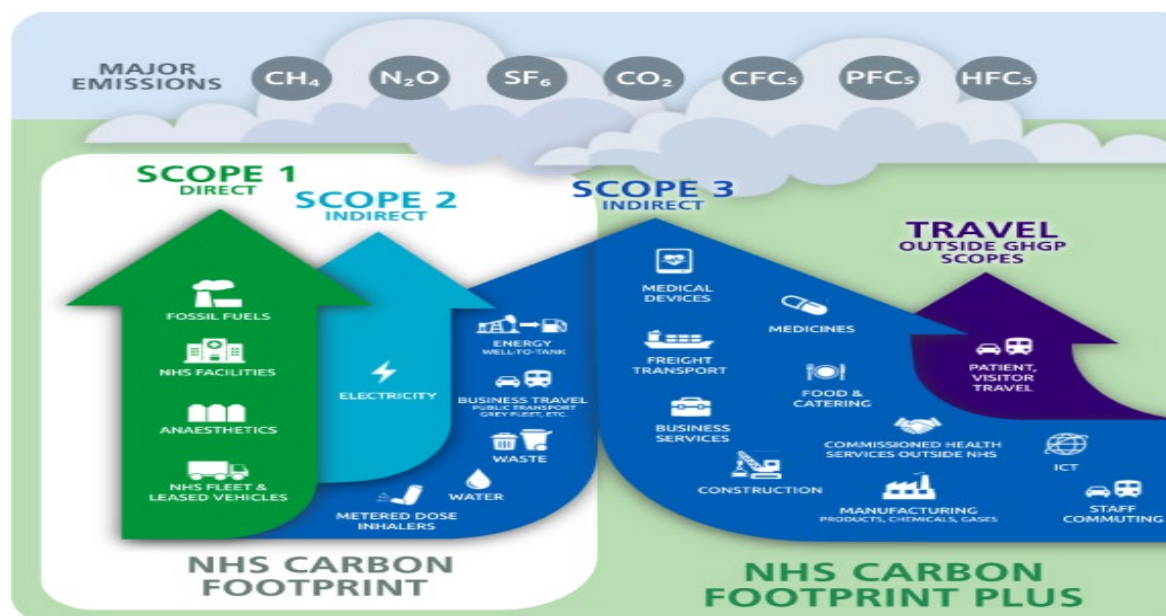 MAJOR
EMISSIONS
CH₄
N₂O
SF₆
CO₂
CFCs
PFCs
HFCs
SCOPE 1
DIRECT
FOSSIL FUELS
NHS FACILITIES
ANAESTHETICS
NHS FLEET &
LEASED VEHICLES
SCOPE 2
INDIRECT
ELECTRICITY
SCOPE 3
INDIRECT
ENERGY
WELL-TO-TANK
BUSINESS TRAVEL
PUBLIC TRANSPORT
GREY FLEET, ETC.
WASTE
WATER
METERED DOSE
INHALERS
MEDICAL
DEVICES
MEDICINES
FREIGHT
TRANSPORT
FOOD &
CATERING
BUSINESS
SERVICES
COMMISSIONED HEALTH
SERVICES OUTSIDE NHS
CONSTRUCTION
MANUFACTURING
PRODUCTS, CHEMICALS, GASES
ICT
STAFF
COMMUTING
TRAVEL
OUTSIDE GHGP
SCOPES
PATIENT,
VISITOR
TRAVEL
NHS CARBON
FOOTPRINT
NHS CARBON
FOOTPRINT PLUS